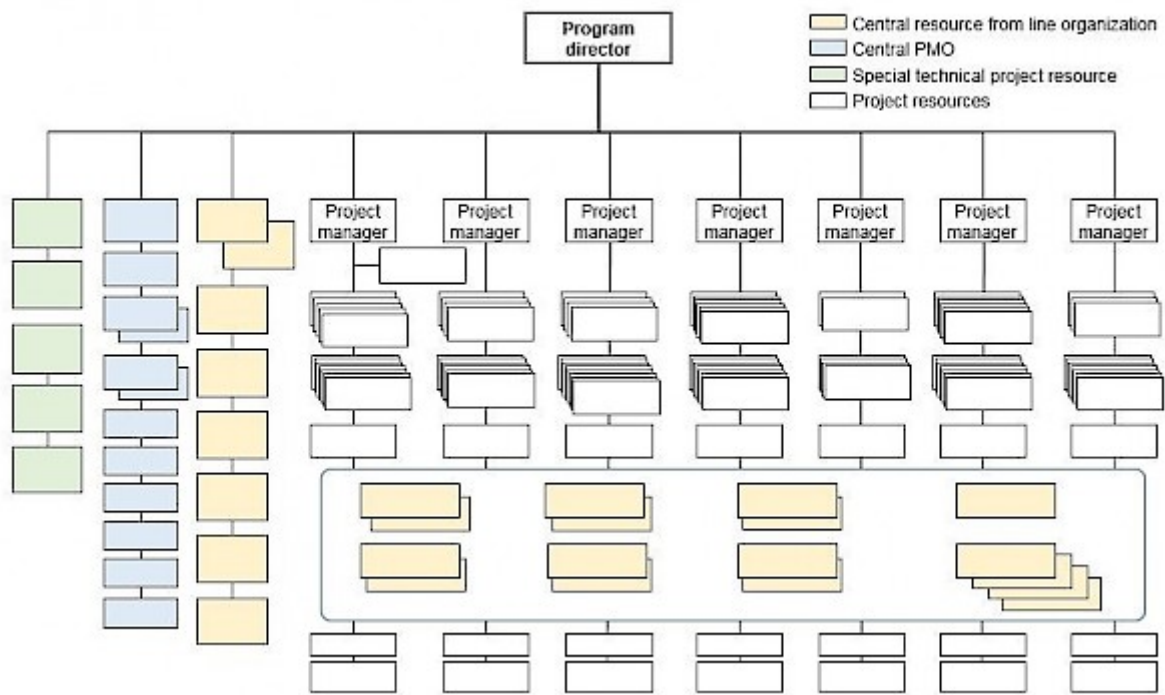 Program
director
Central resource from line organization
Central PMO
Special technical project resource
Project resources
Project
manager
Project
manager
Project
manager
Project
manager
Project
manager
Project
manager
Project
manager